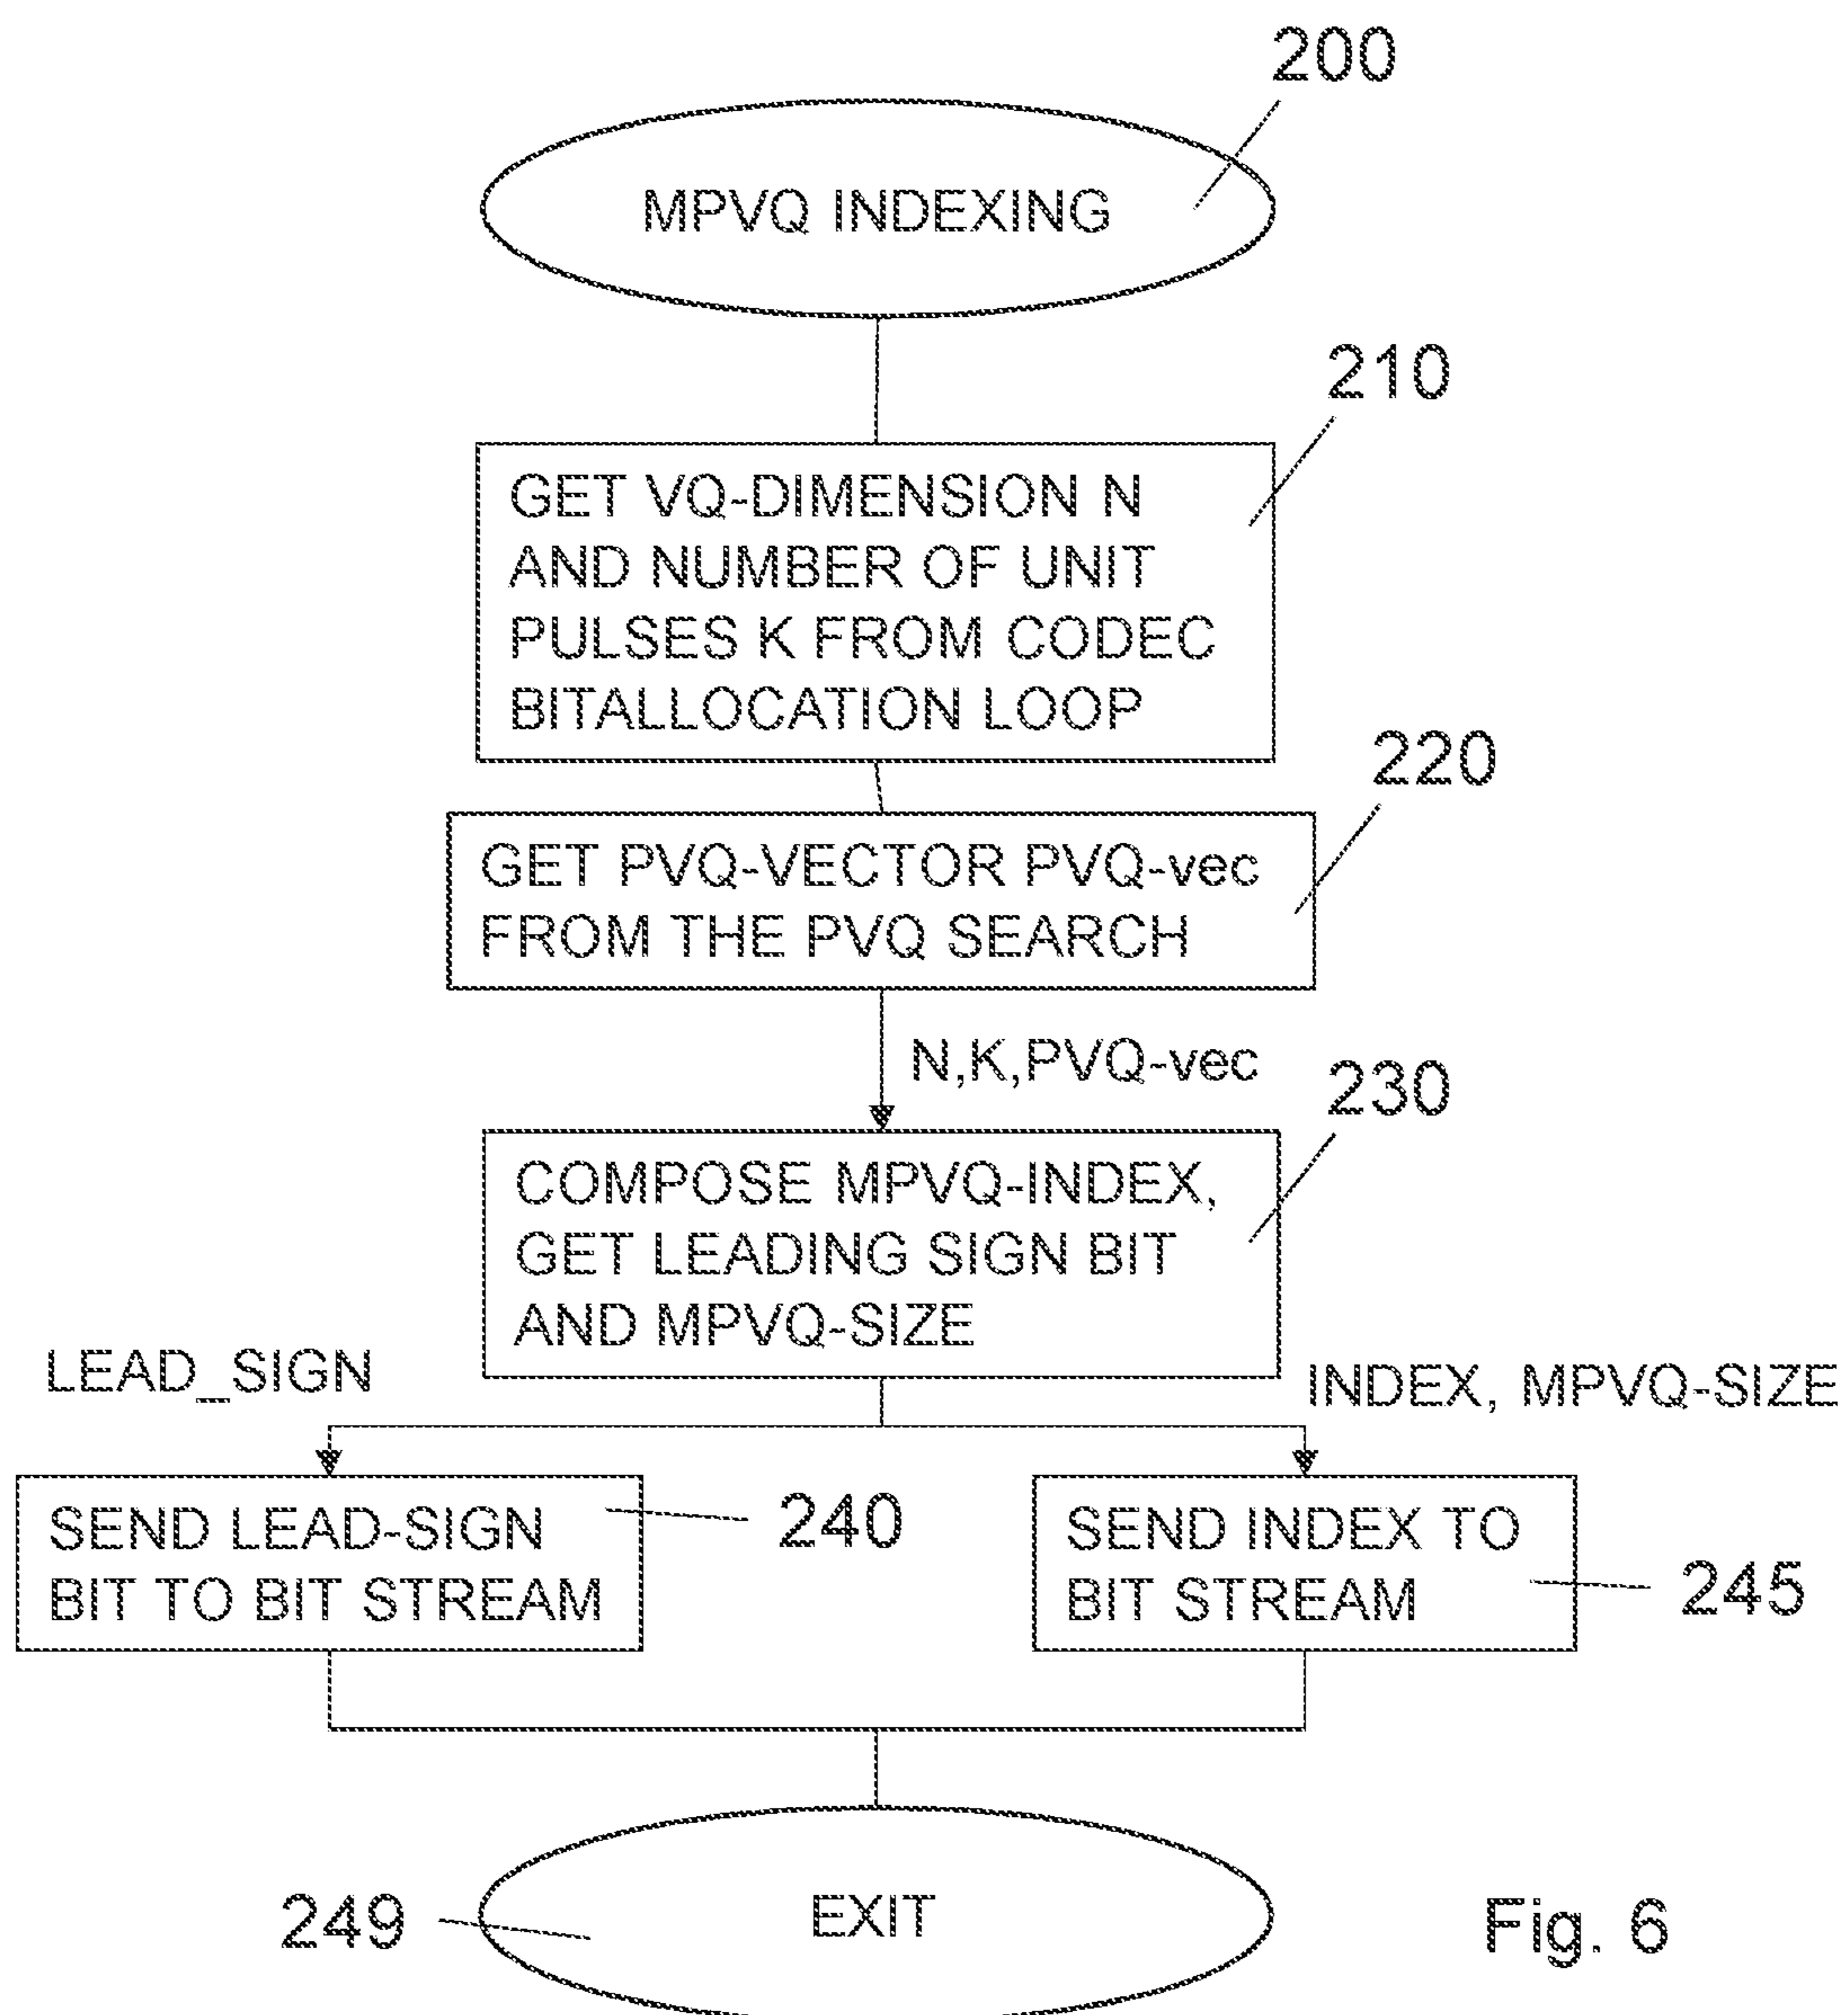 200
MPVQ INDEXING
210
GET VQ-DIMENSION N
AND NUMBER OF UNIT
PULSES K FROM CODEC
BITALLOCATION LOOP
220
GET PVQ-VECTOR PVQ-vec
FROM THE PVQ SEARCH
N,K,PVQ-vec
230
COMPOSE MPVQ-INDEX,
GET LEADING SIGN BIT
AND MPVQ-SIZE
LEAD_SIGN
INDEX, MPVQ-SIZE
SEND LEAD-SIGN
BIT TO BIT STREAM
240
SEND INDEX TO
BIT STREAM
245
EXIT
249
Fig. 6